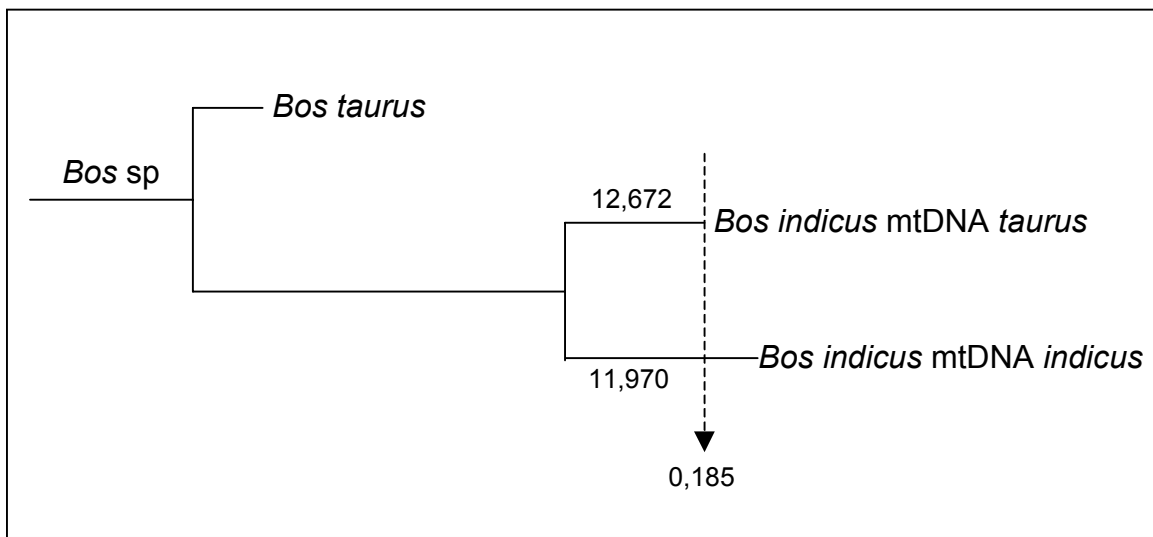 Bos taurus
Bos sp
12,672
Bos indicus mtDNA taurus
Bos indicus mtDNA indicus
11,970
0,185